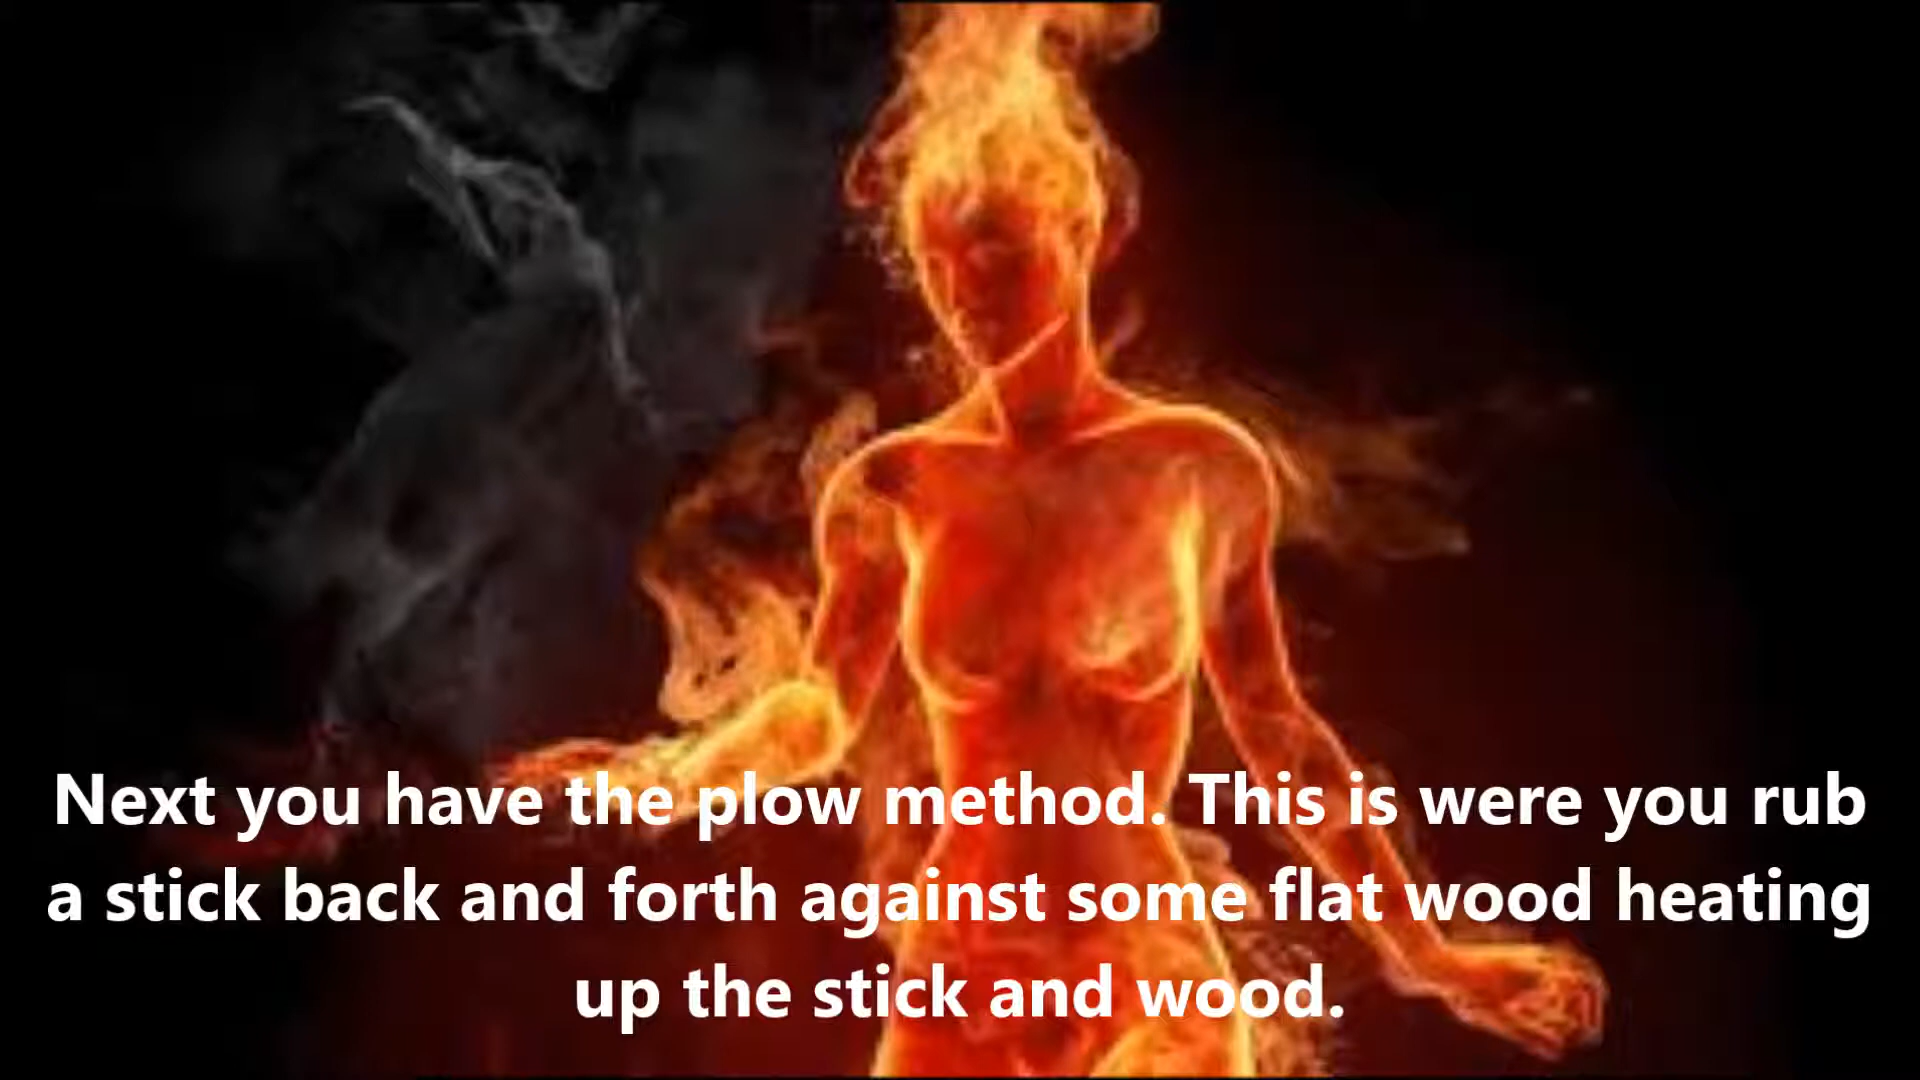 Next you have the plow method. This is were you rub
a stick back and forth against some flat wood heating
up the stick and wood.